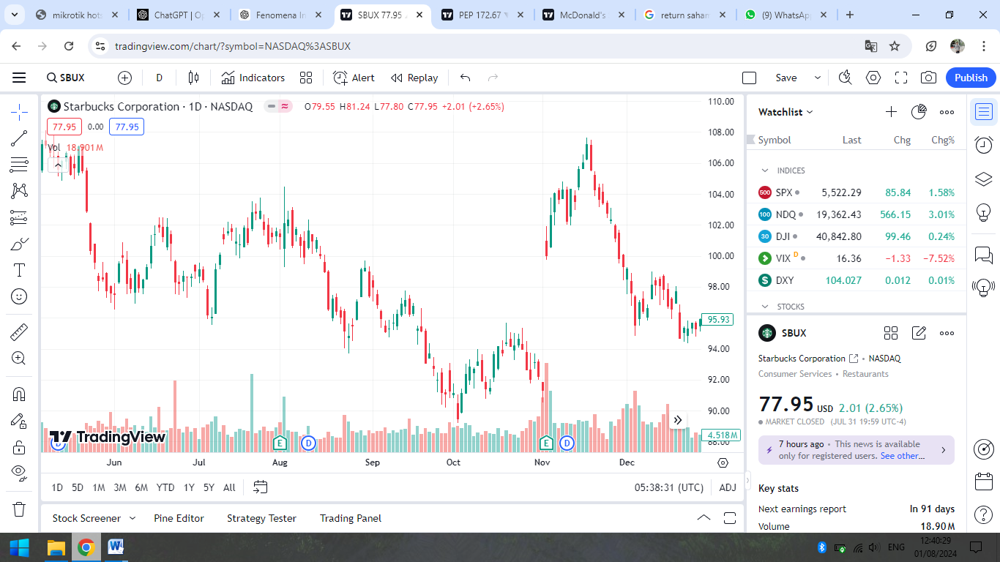 mikrotik hots
ChatGPT | Op
Fenomena In
SBUX 77.95
PEP 172.67
McDonald's
return saham
(9) WhatsApp
tradingview.com/chart/?symbol=NASDAQ%3ASBUX
SBUX D Indicators Alert Replay Save Publish
Starbucks Corporation · 1D · NASDAQ O79.55 H81.24 L77.80 C77.95 +2.01 (+2.65%)
77.95 0.00 77.95
Vol 18.901M
110.00
108.00
106.00
104.00
102.00
100.00
98.00
95.93
94.00
92.00
90.00
4.518M
88.00
TradingView
D E D E D
Jun Jul Aug Sep Oct Nov Dec
1D 5D 1M 3M 6M YTD 1Y 5Y All 05:38:31 (UTC) ADJ
Stock Screener Pine Editor Strategy Tester Trading Panel
Watchlist
Symbol Last Chg Chg%
INDICES
500 SPX 5,522.29 85.84 1.58%
100 NDQ 19,362.43 566.15 3.01%
30 DJI 40,842.80 99.46 0.24%
VIX D 16.36 −1.33 −7.52%
$ DXY 104.027 0.012 0.01%
STOCKS
SBUX
Starbucks Corporation • NASDAQ
Consumer Services • Restaurants
77.95 USD 2.01 (2.65%)
MARKET CLOSED (JUL 31 19:59 UTC-4)
7 hours ago • This news is available
only for registered users. See other...
Key stats
Next earnings report In 91 days
Volume 18.90M
ENG
12:40:29
01/08/2024